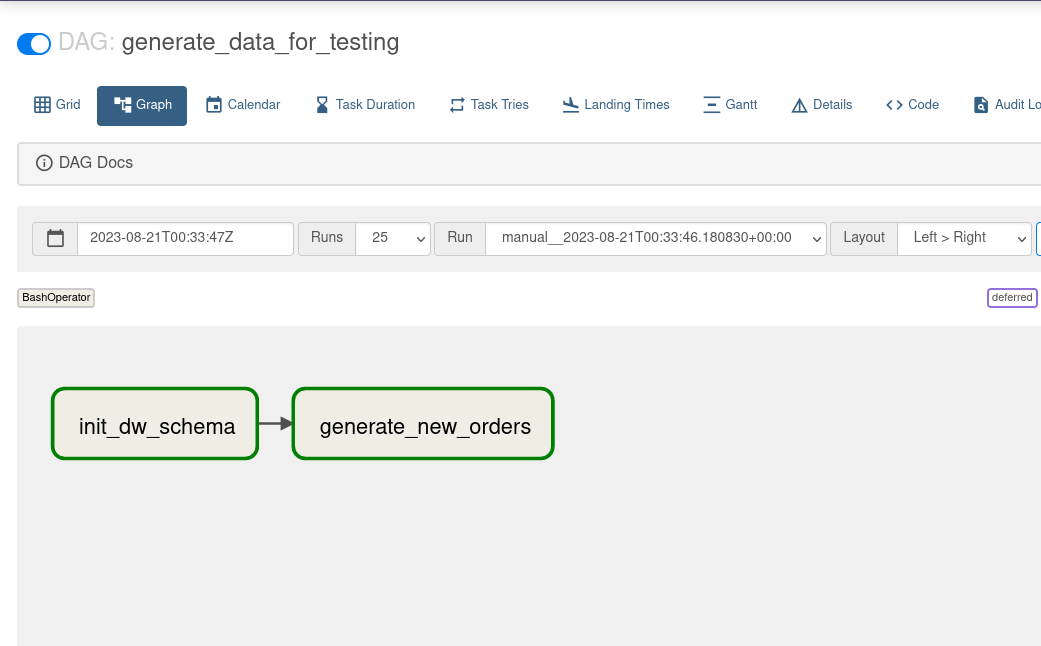 DAG: generate_data_for_testing
Grid Graph Calendar Task Duration Task Tries Landing Times Gantt Details Code Audit Lo
DAG Docs
2023-08-21T00:33:47Z Runs 25 Run manual__2023-08-21T00:33:46.180830+00:00 Layout Left > Right
BashOperator deferred
init_dw_schema generate_new_orders